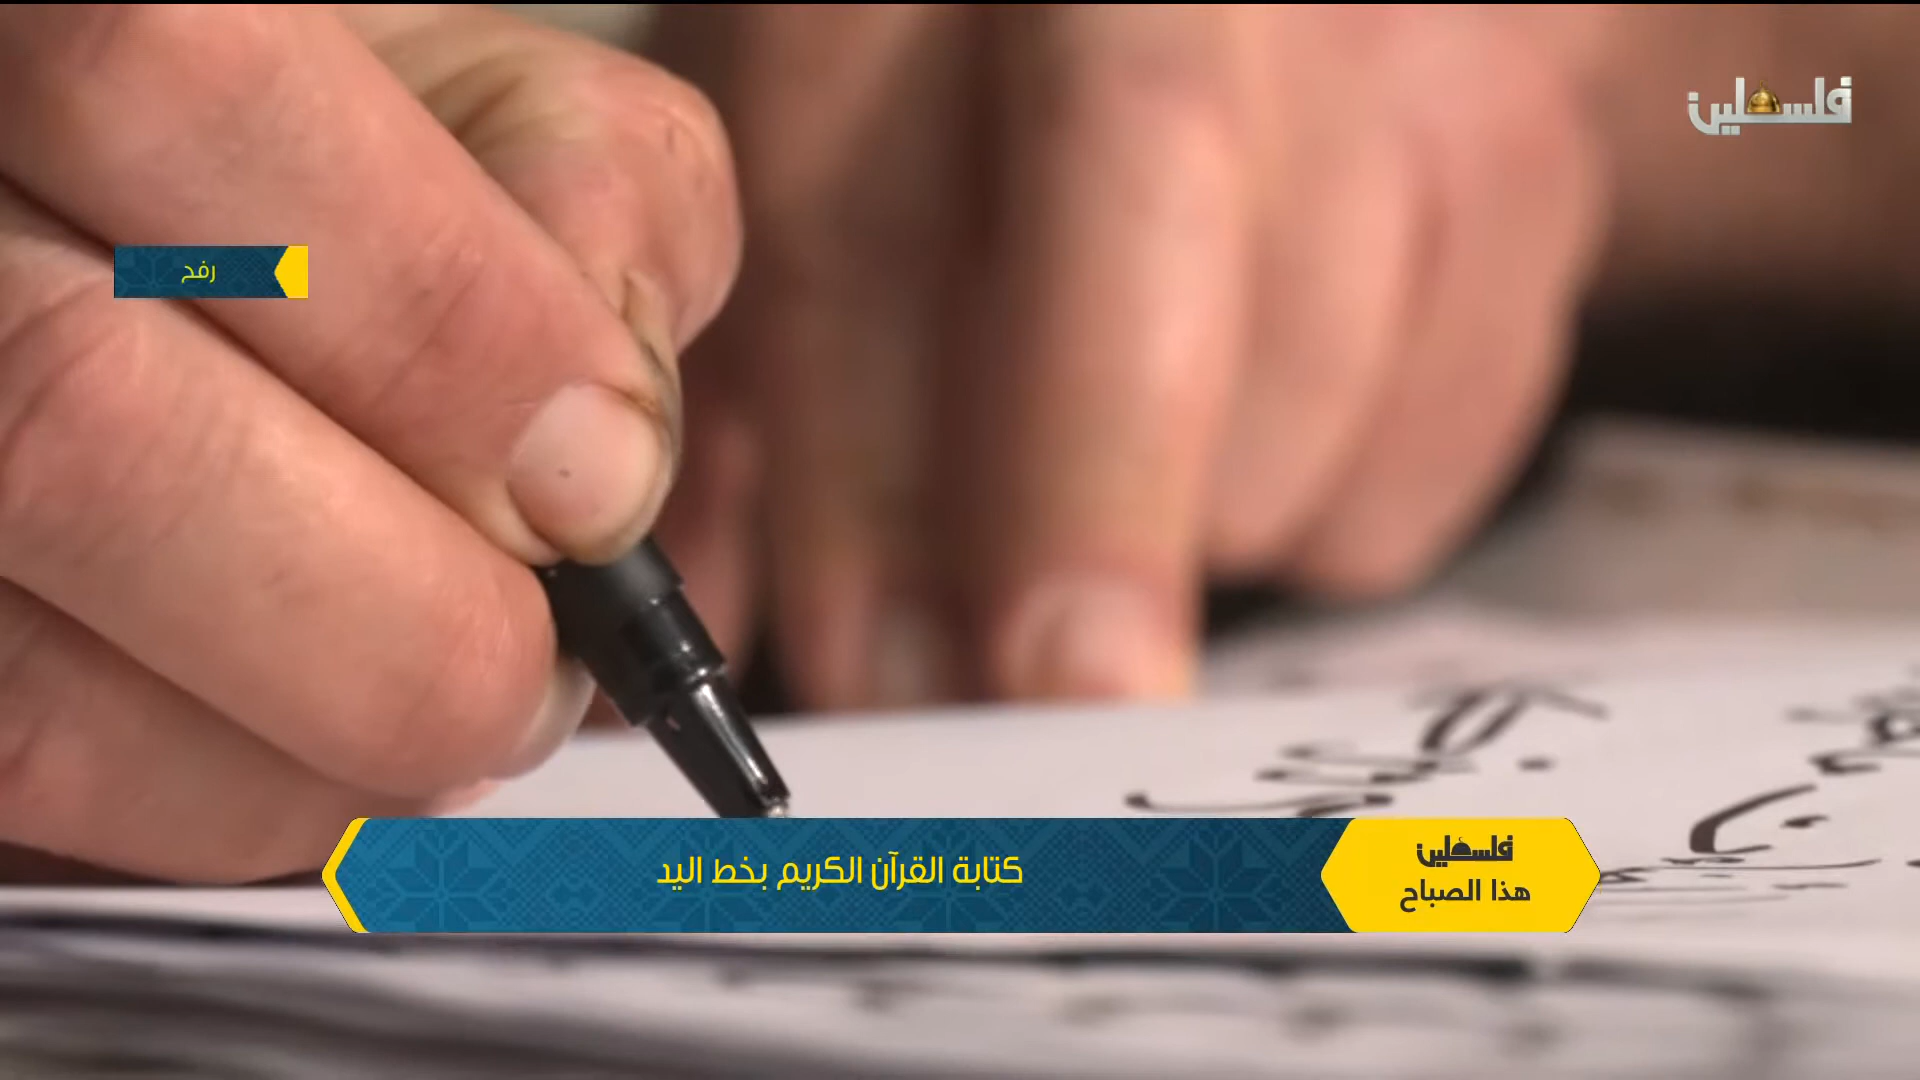 فلسطين
رفح
كتابة القرآن الكريم بخط اليد
فلسطين
هذا الصباح